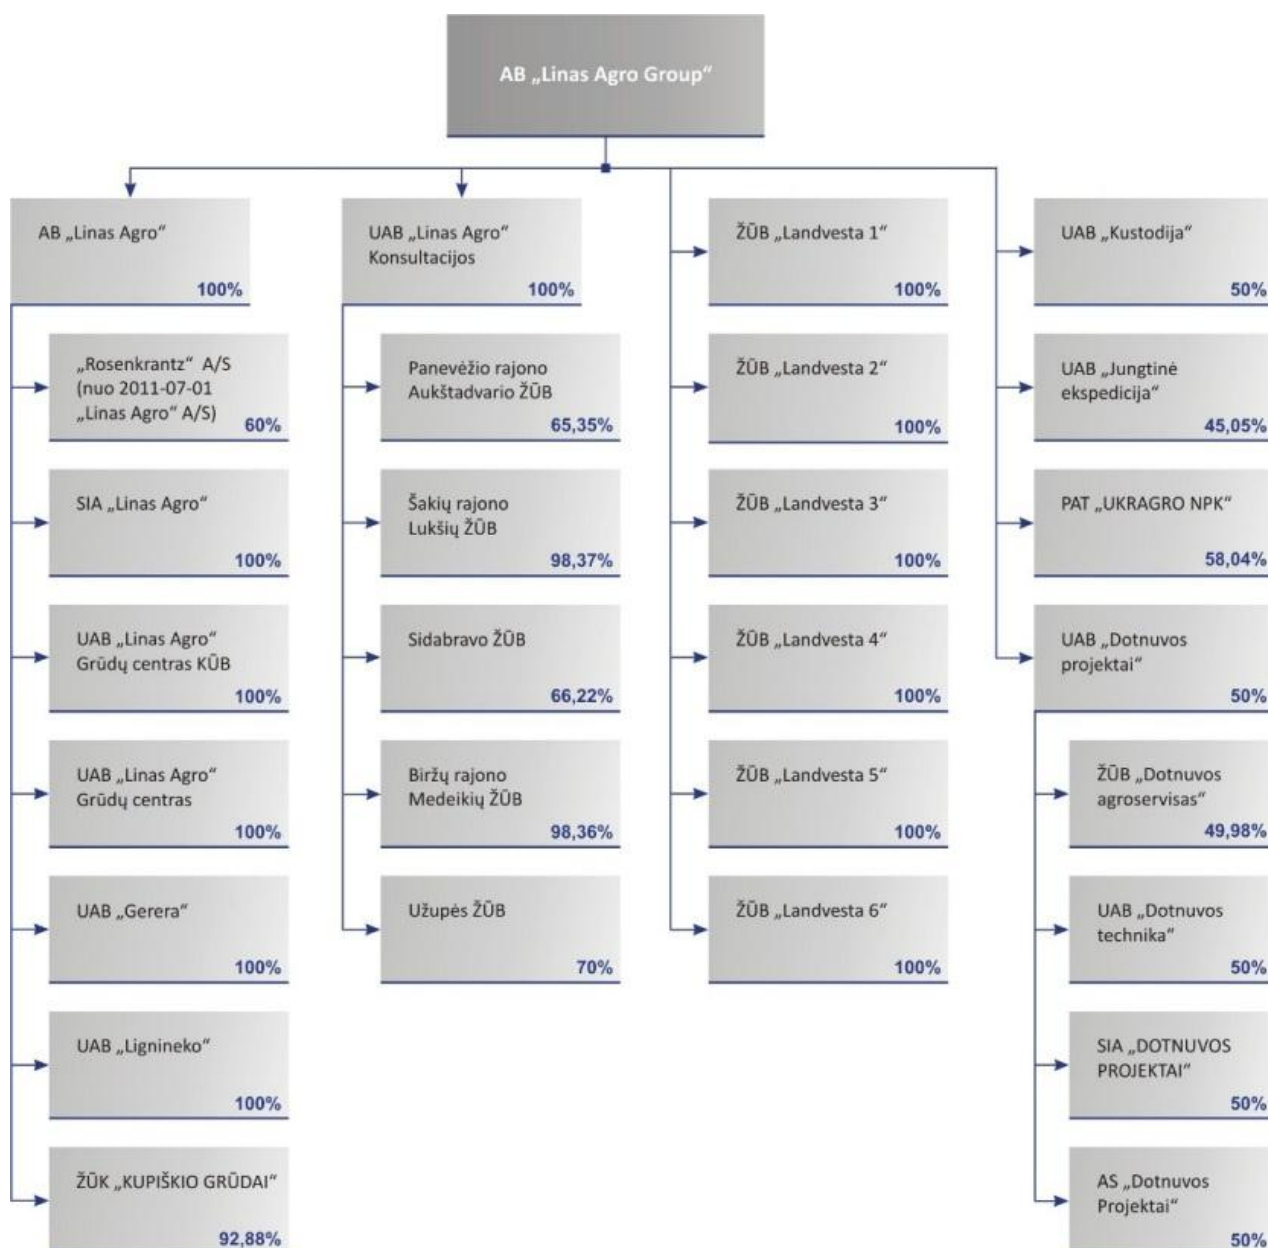 AB „Linas Agro Group“
AB „Linas Agro“
100%
„Rosenkrantz“ A/S
(nuo 2011-07-01
„Linas Agro“ A/S)
60%
SIA „Linas Agro“
100%
UAB „Linas Agro“
Grūdų centras KŪB
100%
UAB „Linas Agro“
Grūdų centras
100%
UAB „Gerera“
100%
UAB „Lignineko“
100%
ŽŪK „KUPIŠKIO GRŪDAI“
92,88%
UAB „Linas Agro“
Konsultacijos
100%
Panevėžio rajono
Aukštadvario ŽŪB
65,35%
Šakių rajono
Lukšių ŽŪB
98,37%
Sidabravo ŽŪB
66,22%
Biržų rajono
Medeikių ŽŪB
98,36%
Užupės ŽŪB
70%
ŽŪB „Landvesta 1“
100%
ŽŪB „Landvesta 2“
100%
ŽŪB „Landvesta 3“
100%
ŽŪB „Landvesta 4“
100%
ŽŪB „Landvesta 5“
100%
ŽŪB „Landvesta 6“
100%
UAB „Kustodija“
50%
UAB „Jungtinė
ekspedicija“
45,05%
PAT „UKRAGRO NPK“
58,04%
UAB „Dotnuvos
projektai“
50%
ŽŪB „Dotnuvos
agroservisas“
49,98%
UAB „Dotnuvos
technika“
50%
SIA „DOTNUVOS
PROJEKTAI“
50%
AS „Dotnuvos
Projektai“
50%